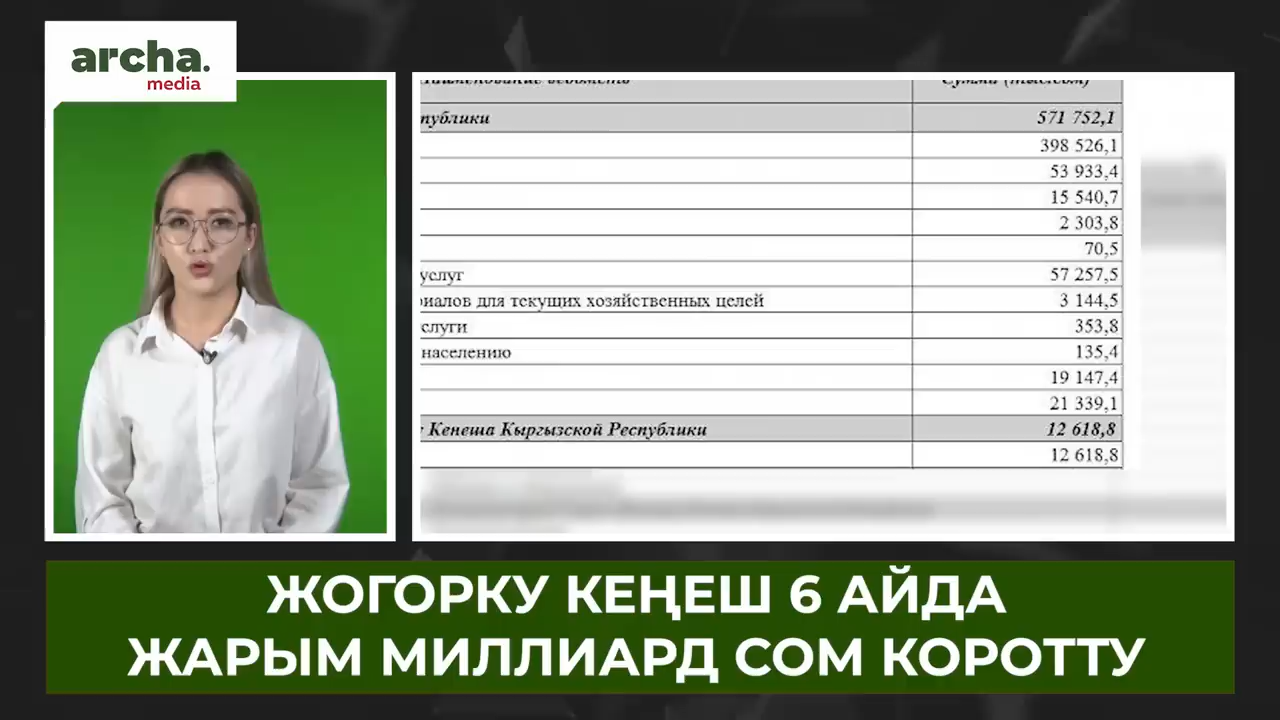 archa.
media
Наименование ведомств Сумма (тыс.сом)
публики 571 752,1
398 526,1
53 933,4
15 540,7
2 303,8
70,5
услуг 57 257,5
риалов для текущих хозяйственных целей 3 144,5
слуги 353,8
населению 135,4
19 147,4
21 339,1
Кенеша Кыргызской Республики 12 618,8
12 618,8
ЖОГОРКУ КЕҢЕШ 6 АЙДА
ЖАРЫМ МИЛЛИАРД СОМ КОРОТТУ